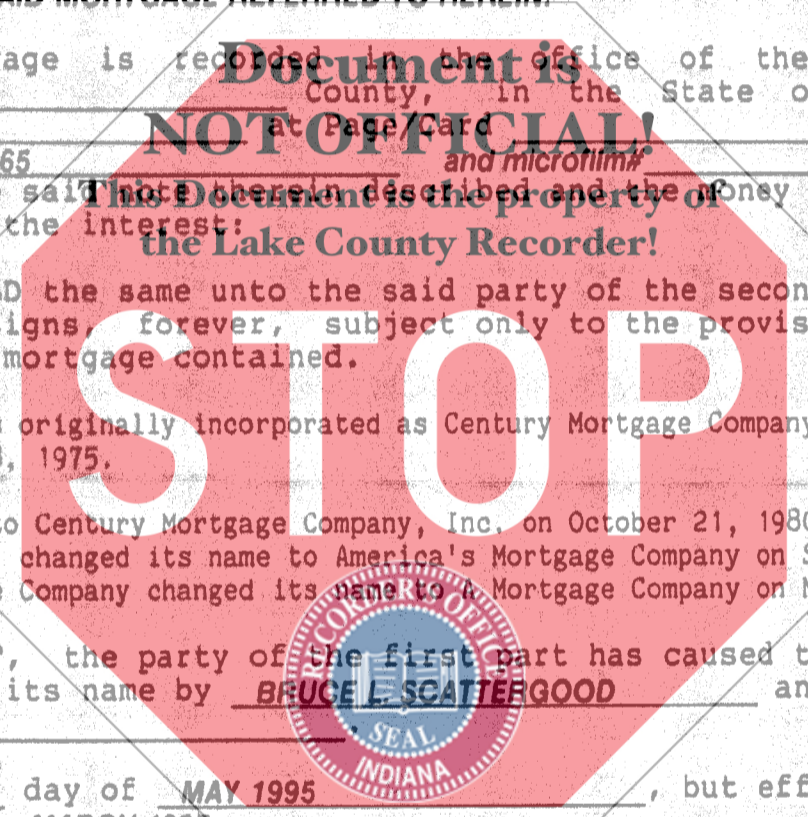 AID MORTGAGE REFERRED TO HEREIN.
age is recorded in the office of the
Document is
County, in the State o
NOT OFFICIAL!
at Page/Card
65 and microfilm#
said note therein described and the money
This Document is the property of
the interest:
the Lake County Recorder!
D the same unto the said party of the secon
igns, forever, subject only to the provis
mortgage contained.
STOP
originally incorporated as Century Mortgage Company
, 1975.
o Century Mortgage Company, Inc. on October 21, 198
changed its name to America's Mortgage Company on
Company changed its name to A Mortgage Company on
, the party of the first part has caused t
its name by BRUCE L. SCATTERGOOD an
RECORDER'S OFFICE
SEAL
INDIANA
day of MAY 1995, but eff